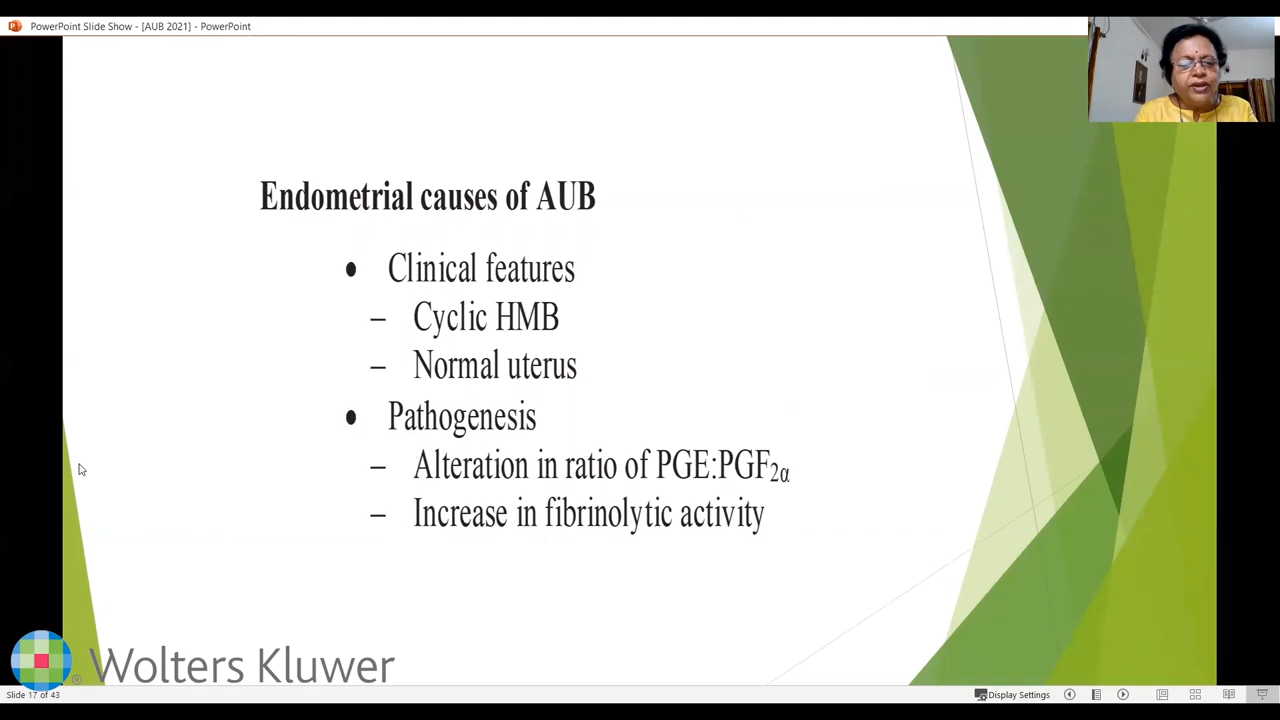 PowerPoint Slide Show - [AUB 2021] - PowerPoint
Endometrial causes of AUB
• Clinical features
– Cyclic HMB
– Normal uterus
• Pathogenesis
– Alteration in ratio of PGE:PGF2α
– Increase in fibrinolytic activity
Wolters Kluwer
Slide 17 of 43
Display Settings